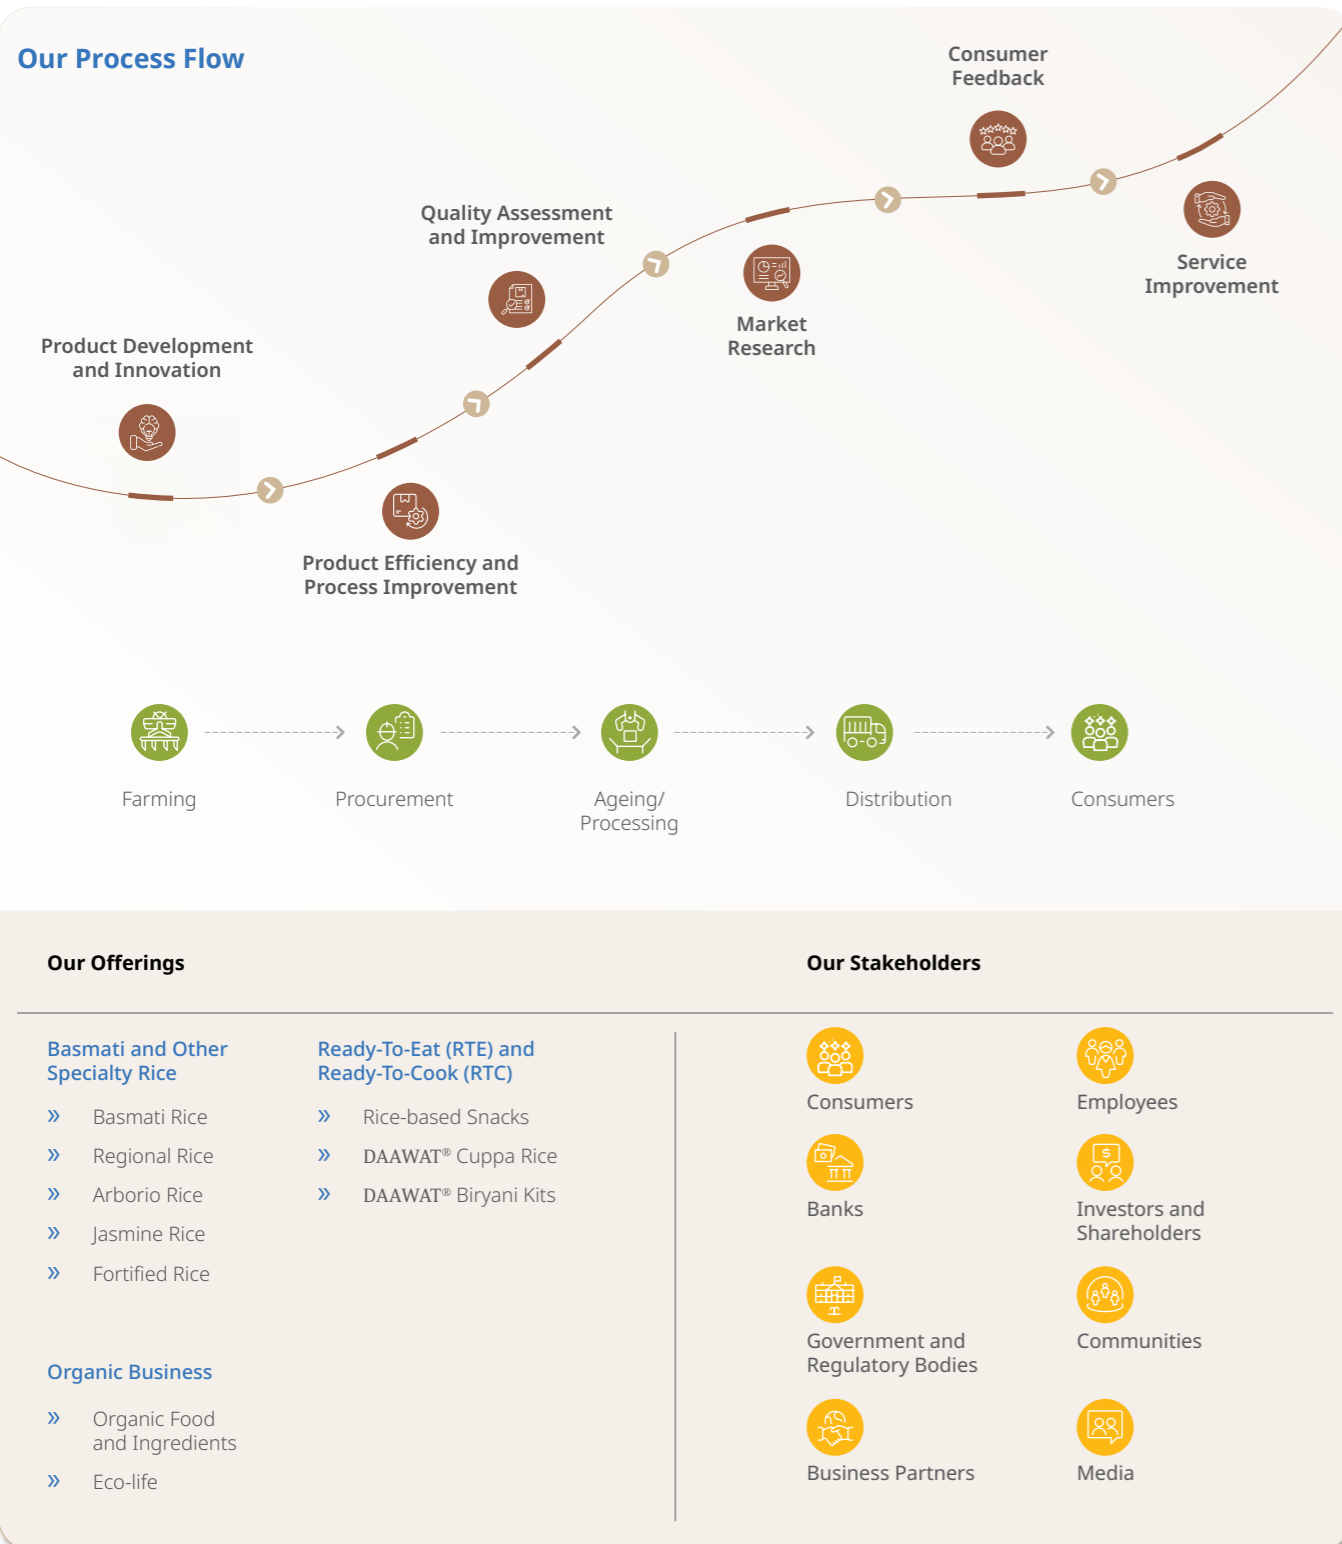 Our Process Flow
Consumer
Feedback
Quality Assessment
and Improvement
Service
Improvement
Market
Research
Product Development
and Innovation
Product Efficiency and
Process Improvement
Farming
Procurement
Ageing/
Processing
Distribution
Consumers
Our Offerings
Basmati and Other
Specialty Rice
» Basmati Rice
» Regional Rice
» Arborio Rice
» Jasmine Rice
» Fortified Rice
Ready-To-Eat (RTE) and
Ready-To-Cook (RTC)
» Rice-based Snacks
» DAAWAT® Cuppa Rice
» DAAWAT® Biryani Kits
Organic Business
» Organic Food
and Ingredients
» Eco-life
Our Stakeholders
Consumers
Employees
Banks
Investors and
Shareholders
Government and
Regulatory Bodies
Communities
Business Partners
Media